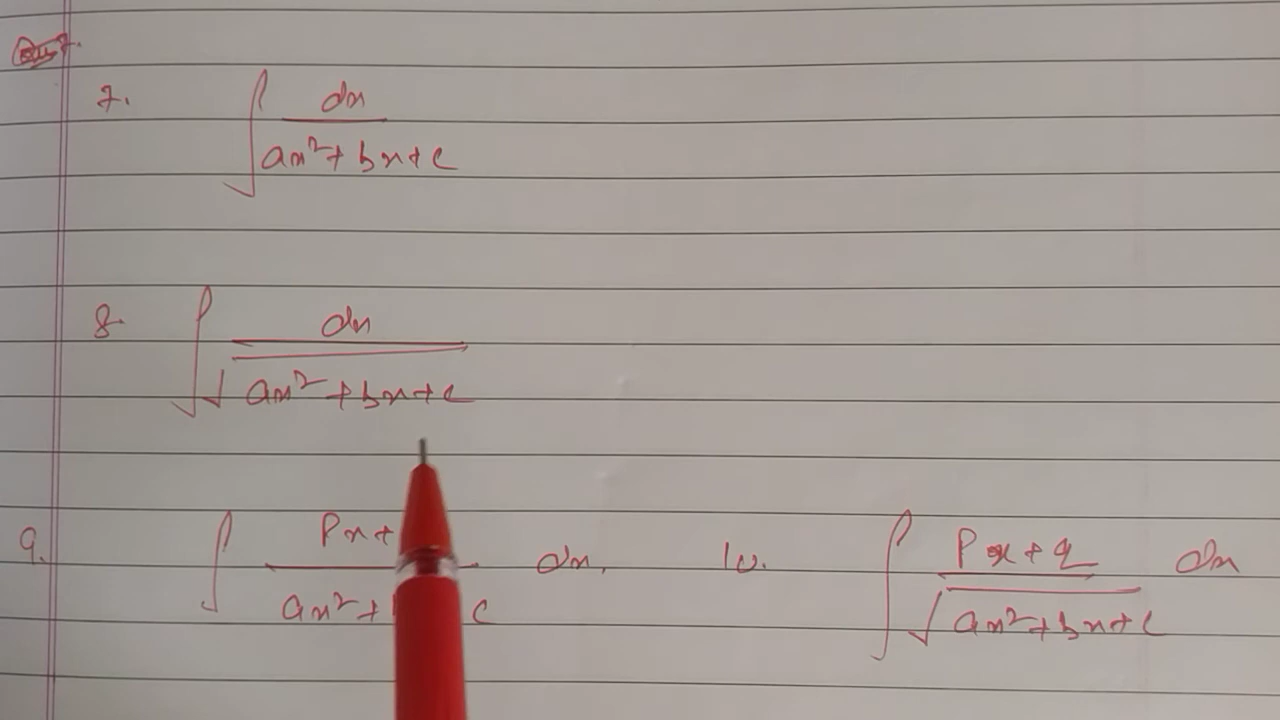 7. ∫ dx / ax²+bx+c
8. ∫ dx / √ax²+bx+c
9. ∫ Px+ / ax²+ c dx, 10. ∫ Px+q / √ax²+bx+c dx